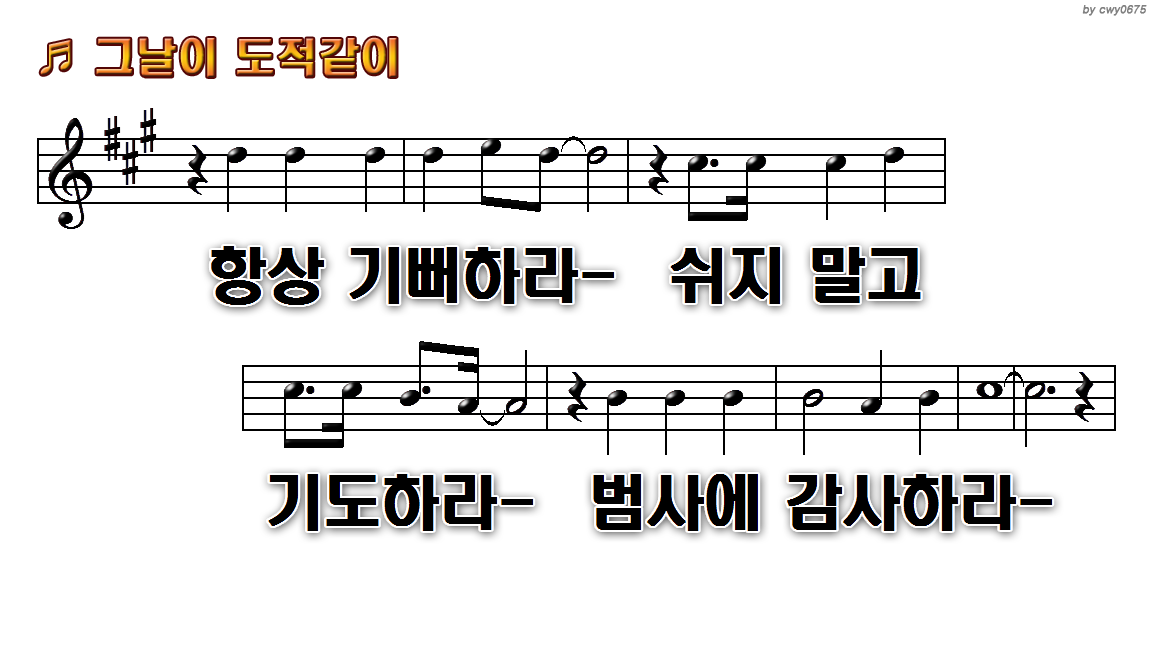 by cwy0675
♬ 그날이 도적같이
항상 기뻐하라- 쉬지 말고
기도하라- 범사에 감사하라-